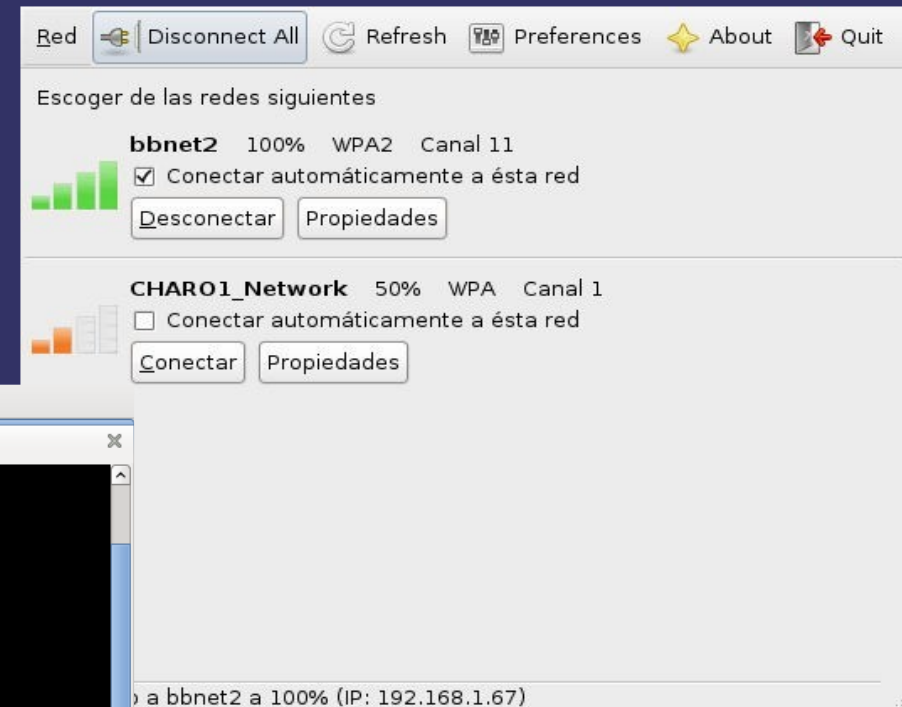 Red Disconnect All Refresh Preferences About Quit
Escoger de las redes siguientes
bbnet2 100% WPA2 Canal 11
Conectar automáticamente a ésta red
Desconectar Propiedades
CHARO1_Network 50% WPA Canal 1
Conectar automáticamente a ésta red
Conectar Propiedades
a bbnet2 a 100% (IP: 192.168.1.67)